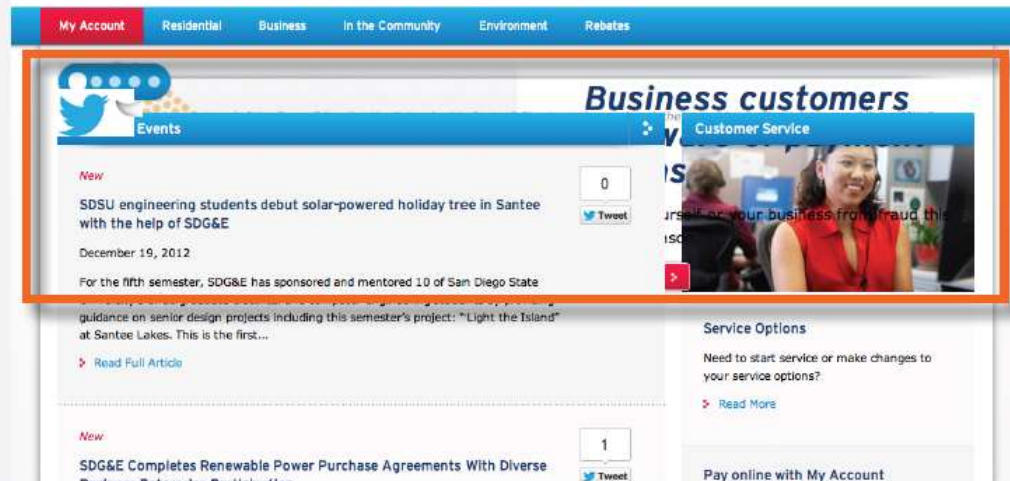 My Account Residential Business In the Community Environment Rebates
Business customers
Events
Customer Service
New
0
Tweet
SDSU engineering students debut solar-powered holiday tree in Santee
with the help of SDG&E
your business from fraud this
December 19, 2012
For the fifth semester, SDG&E has sponsored and mentored 10 of San Diego State
guidance on senior design projects including this semester's project: "Light the Island"
at Santee Lakes. This is the first...
Read Full Article
Service Options
Need to start service or make changes to
your service options?
Read More
New
1
Tweet
SDG&E Completes Renewable Power Purchase Agreements With Diverse
Pay online with My Account